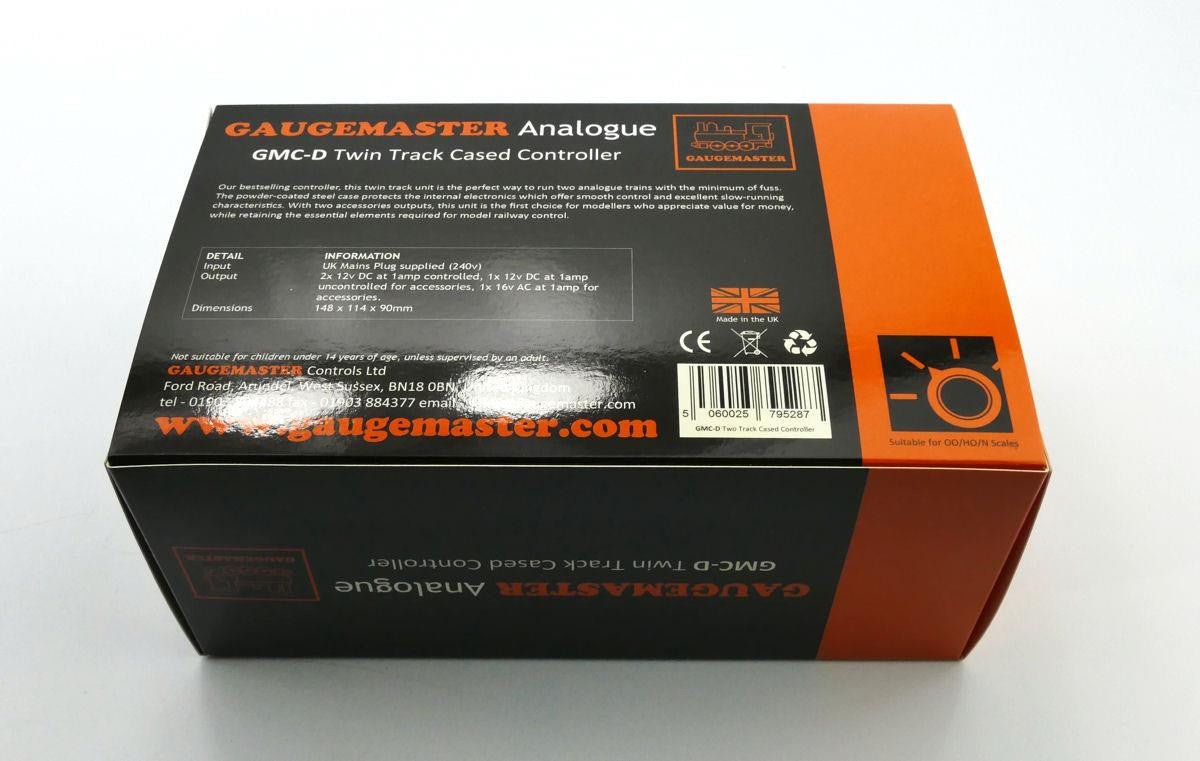 GAUGEMASTER Analogue
GAUGEMASTER
GMC-D Twin Track Cased Controller
Our bestselling controller, this twin track unit is the perfect way to run two analogue trains with the minimum of fuss.
The powder-coated steel case protects the internal electronics which offer smooth control and excellent slow-running
characteristics. With two accessories outputs, this unit is the first choice for modellers who appreciate value for money,
while retaining the essential elements required for model railway control.
DETAIL INFORMATION
Input UK Mains Plug supplied (240v)
Output 2x 12v DC at 1amp controlled, 1x 12v DC at 1amp
uncontrolled for accessories, 1x 16v AC at 1amp for
accessories.
Dimensions 148 x 114 x 90mm
Made in the UK
CE
Not suitable for children under 14 years of age, unless supervised by an adult.
GAUGEMASTER Controls Ltd
Ford Road, Arundel, West Sussex, BN18 0BN, United Kingdom
tel - fax - 01903 884377 email
www.gaugemaster.com
5 060025 795287
GMC-D Two Track Cased Controller
Suitable for OO/HO/N Scales
GAUGEMASTER Analogue
GMC-D Twin Track Cased Controller
GAUGEMASTER